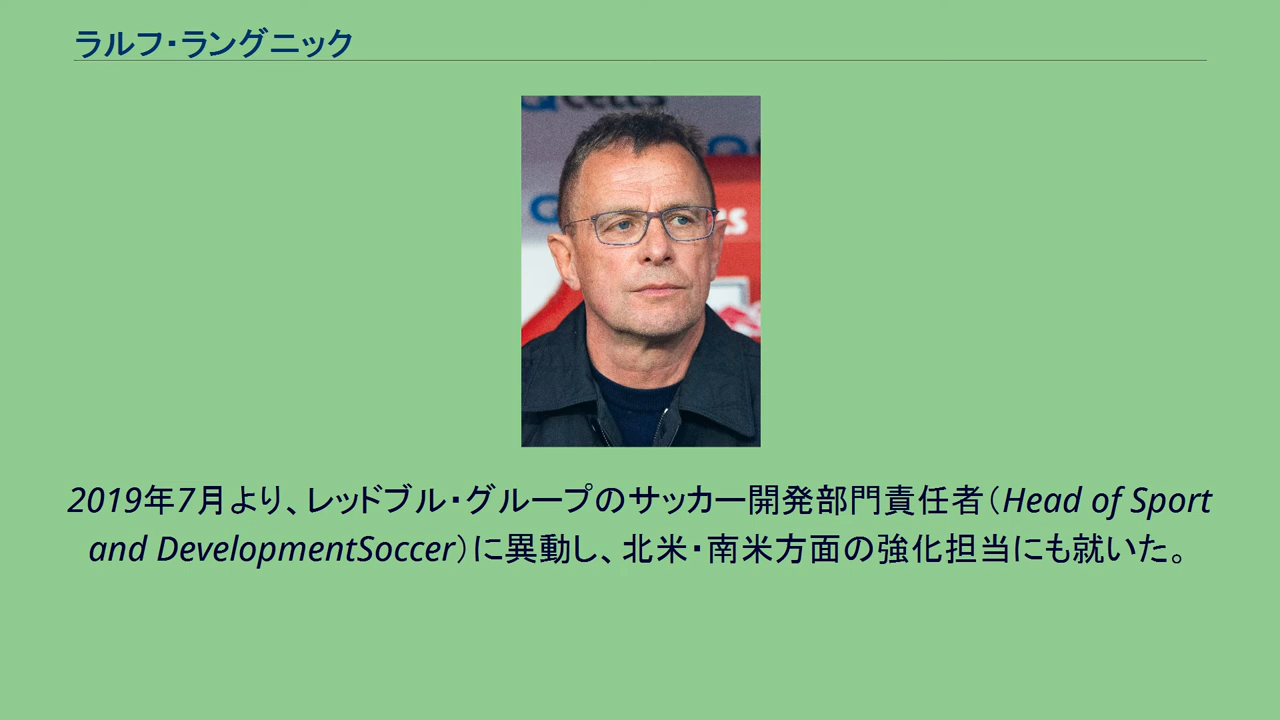 ラルフ・ラングニック
2019年7月より、レッドブル・グループのサッカー開発部門責任者（Head of Sport
and DevelopmentSoccer）に異動し、北米・南米方面の強化担当にも就いた。